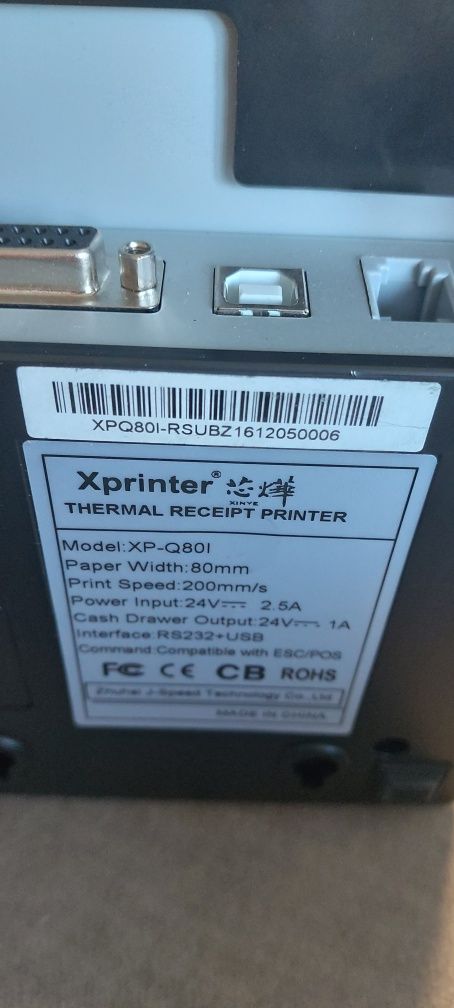 XPQ80I-RSUBZ1612050006
Xprinter® 芯烨
XINYE
THERMAL RECEIPT PRINTER
Model:XP-Q80I
Paper Width:80mm
Print Speed:200mm/s
Power Input:24V⎓ 2.5A
Cash Drawer Output:24V⎓ 1A
Interface:RS232+USB
Command:Compatible with ESC/POS
FC CE CB ROHS
Zhuhai J-Speed Technology Co.,Ltd
MADE IN CHINA